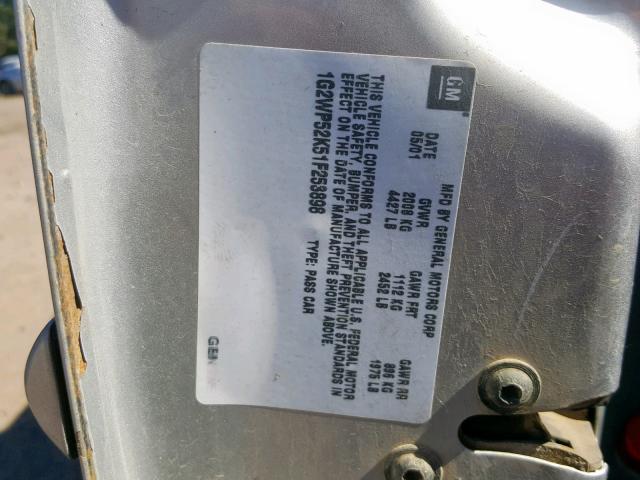 GM
MFD BY GENERAL MOTORS CORP
DATE GVWR GAWR FRT GAWR RR
05/01 2008 KG 1112 KG 896 KG
4427 LB 2452 LB 1975 LB
THIS VEHICLE CONFORMS TO ALL APPLICABLE U.S. FEDERAL MOTOR
VEHICLE SAFETY, BUMPER, AND THEFT PREVENTION STANDARDS IN
EFFECT ON THE DATE OF MANUFACTURE SHOWN ABOVE.
1G2WP52K51F253898 TYPE: PASS CAR